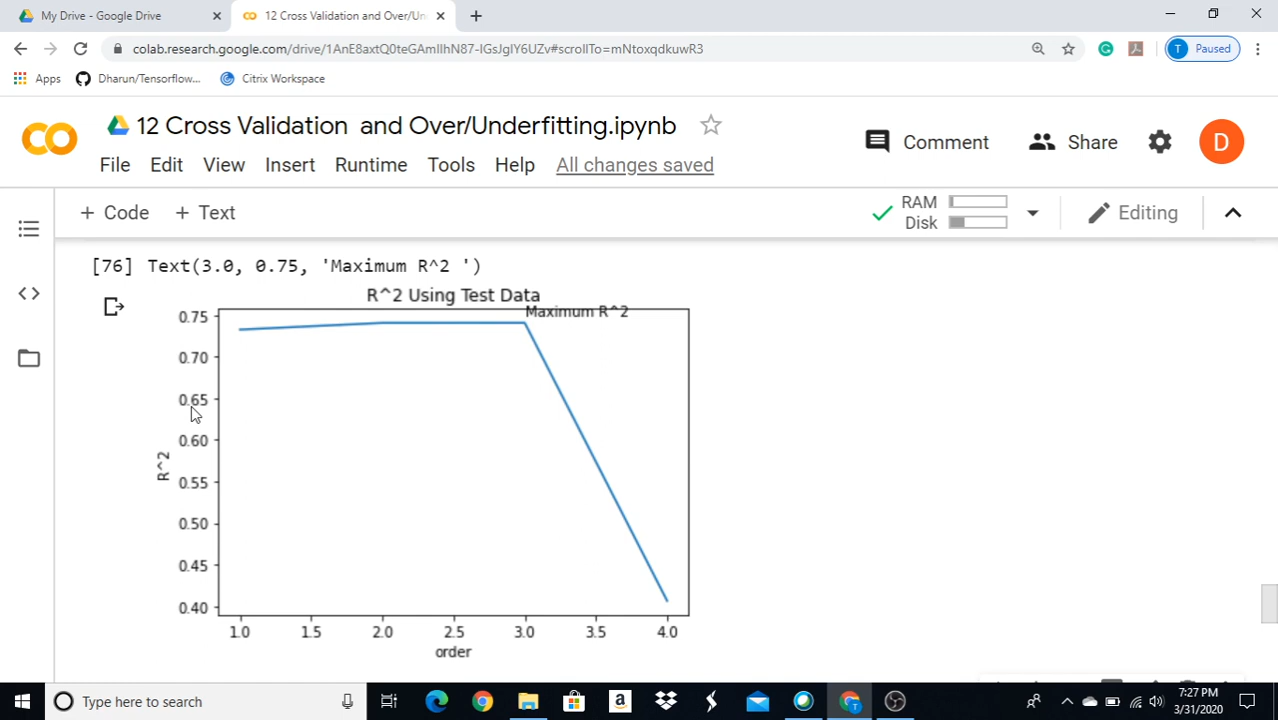 My Drive - Google Drive
12 Cross Validation and Over/Un
colab.research.google.com/drive/1AnE8axtQ0teGAmIlhN87-IGsJgIY6UZv#scrollTo=mNtoxqdkuwR3
T Paused
Apps
Dharun/Tensorflow...
Citrix Workspace
12 Cross Validation and Over/Underfitting.ipynb
Comment
Share
D
File Edit View Insert Runtime Tools Help All changes saved
+ Code + Text
RAM
Disk
Editing
[76] Text(3.0, 0.75, 'Maximum R^2 ')
R^2 Using Test Data
Maximum R^2
0.75
0.70
0.65
0.60
0.55
0.50
0.45
0.40
R^2
1.0 1.5 2.0 2.5 3.0 3.5 4.0
order
Type here to search
7:27 PM
3/31/2020